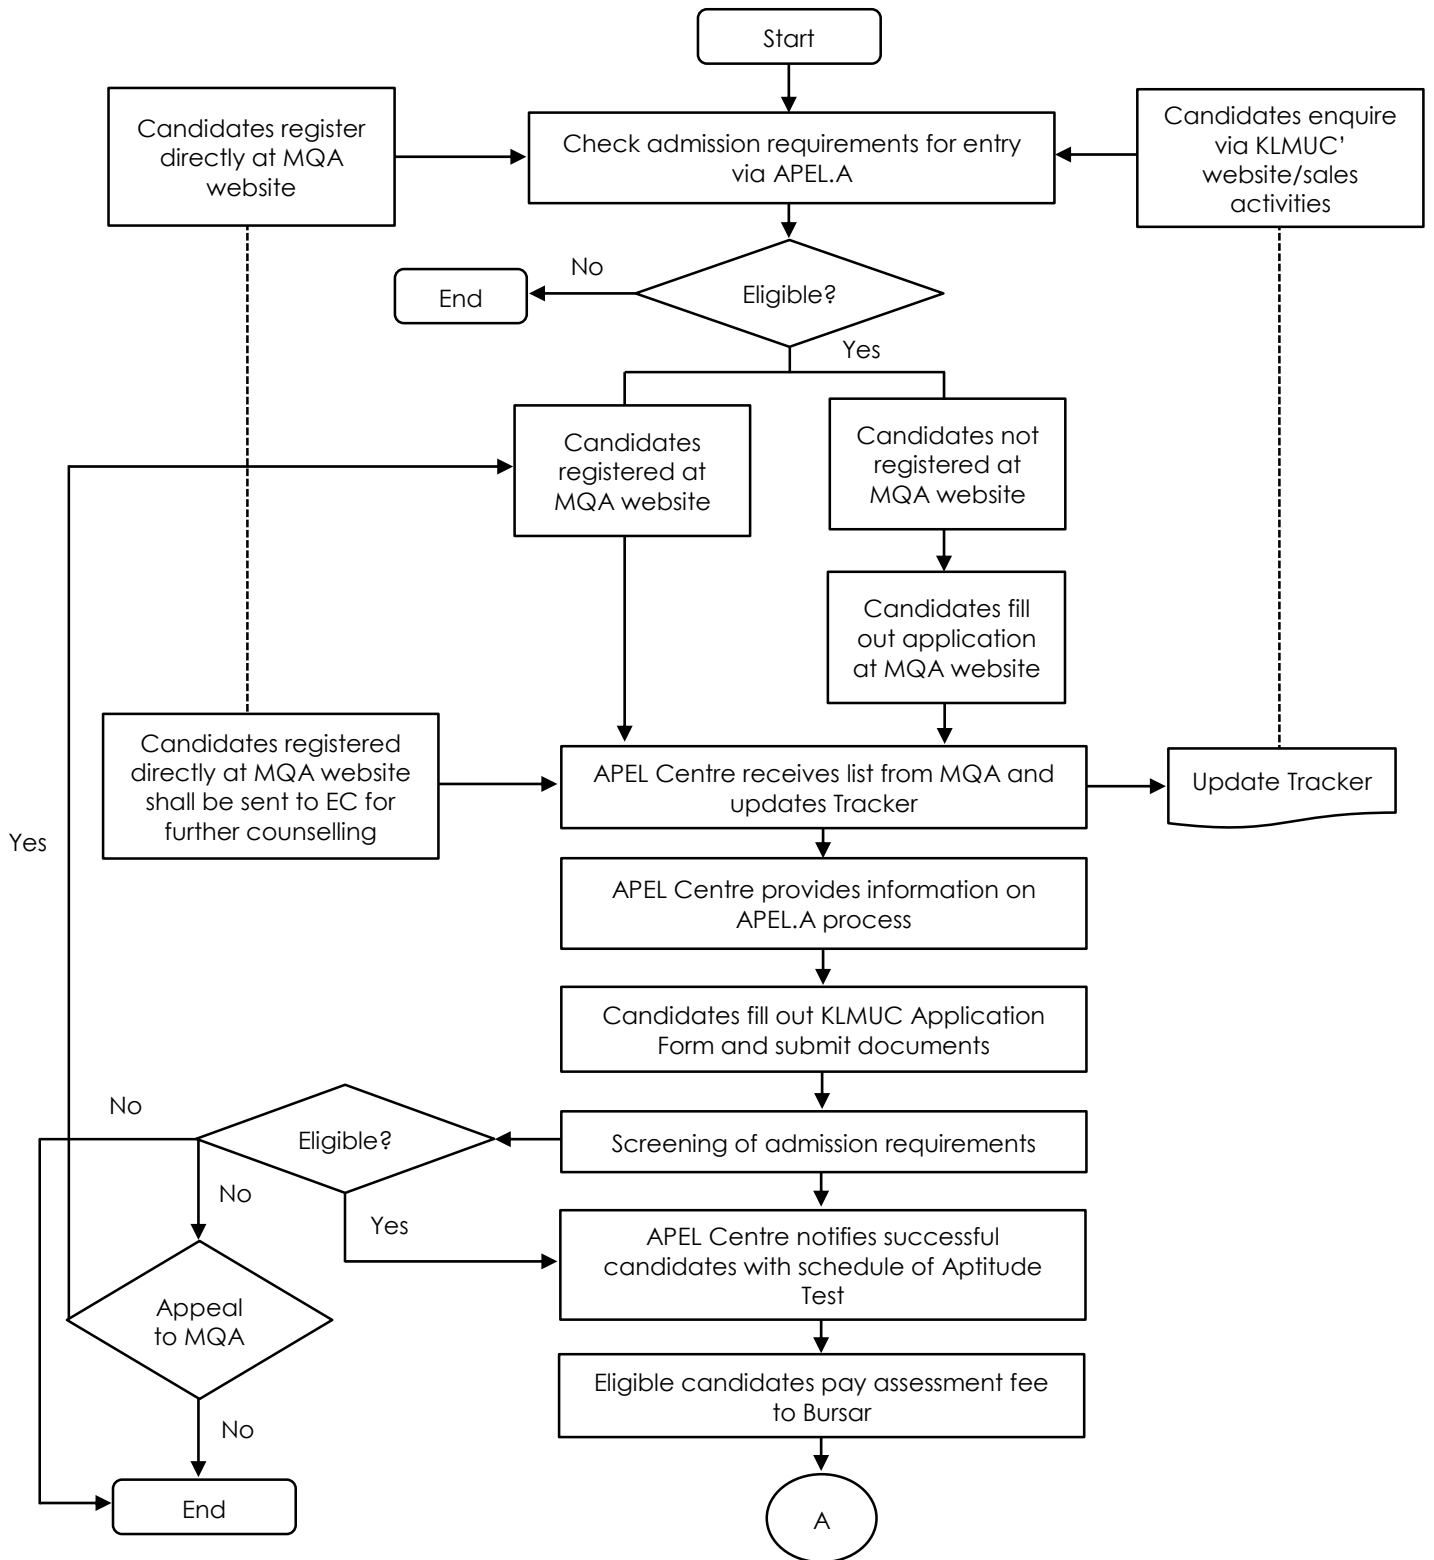 Start
Candidates register
directly at MQA
website
Check admission requirements for entry
via APEL.A
Candidates enquire
via KLMUC’
website/sales
activities
No
End
Eligible?
Yes
Candidates
registered at
MQA website
Candidates not
registered at
MQA website
Candidates fill
out application
at MQA website
Candidates registered
directly at MQA website
shall be sent to EC for
further counselling
APEL Centre receives list from MQA and
updates Tracker
Update Tracker
Yes
APEL Centre provides information on
APEL.A process
Candidates fill out KLMUC Application
Form and submit documents
No
Eligible?
Screening of admission requirements
No
Yes
APEL Centre notifies successful
candidates with schedule of Aptitude
Test
Appeal
to MQA
Eligible candidates pay assessment fee
to Bursar
No
End
A